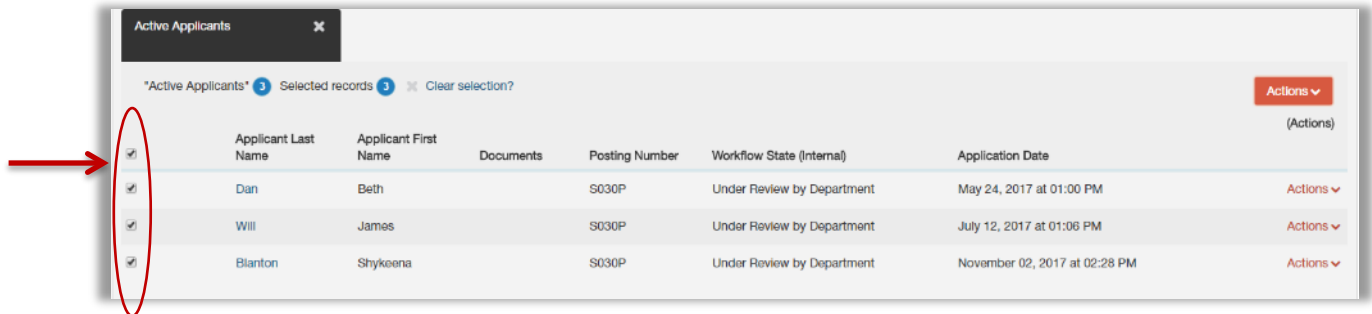 Active Applicants
"Active Applicants" 3 Selected records 3 Clear selection?
Actions
(Actions)
Applicant Last Name Applicant First Name Documents Posting Number Workflow State (Internal) Application Date
Dan Beth S030P Under Review by Department May 24, 2017 at 01:00 PM Actions
Will James S030P Under Review by Department July 12, 2017 at 01:06 PM Actions
Blanton Shykeena S030P Under Review by Department November 02, 2017 at 02:28 PM Actions